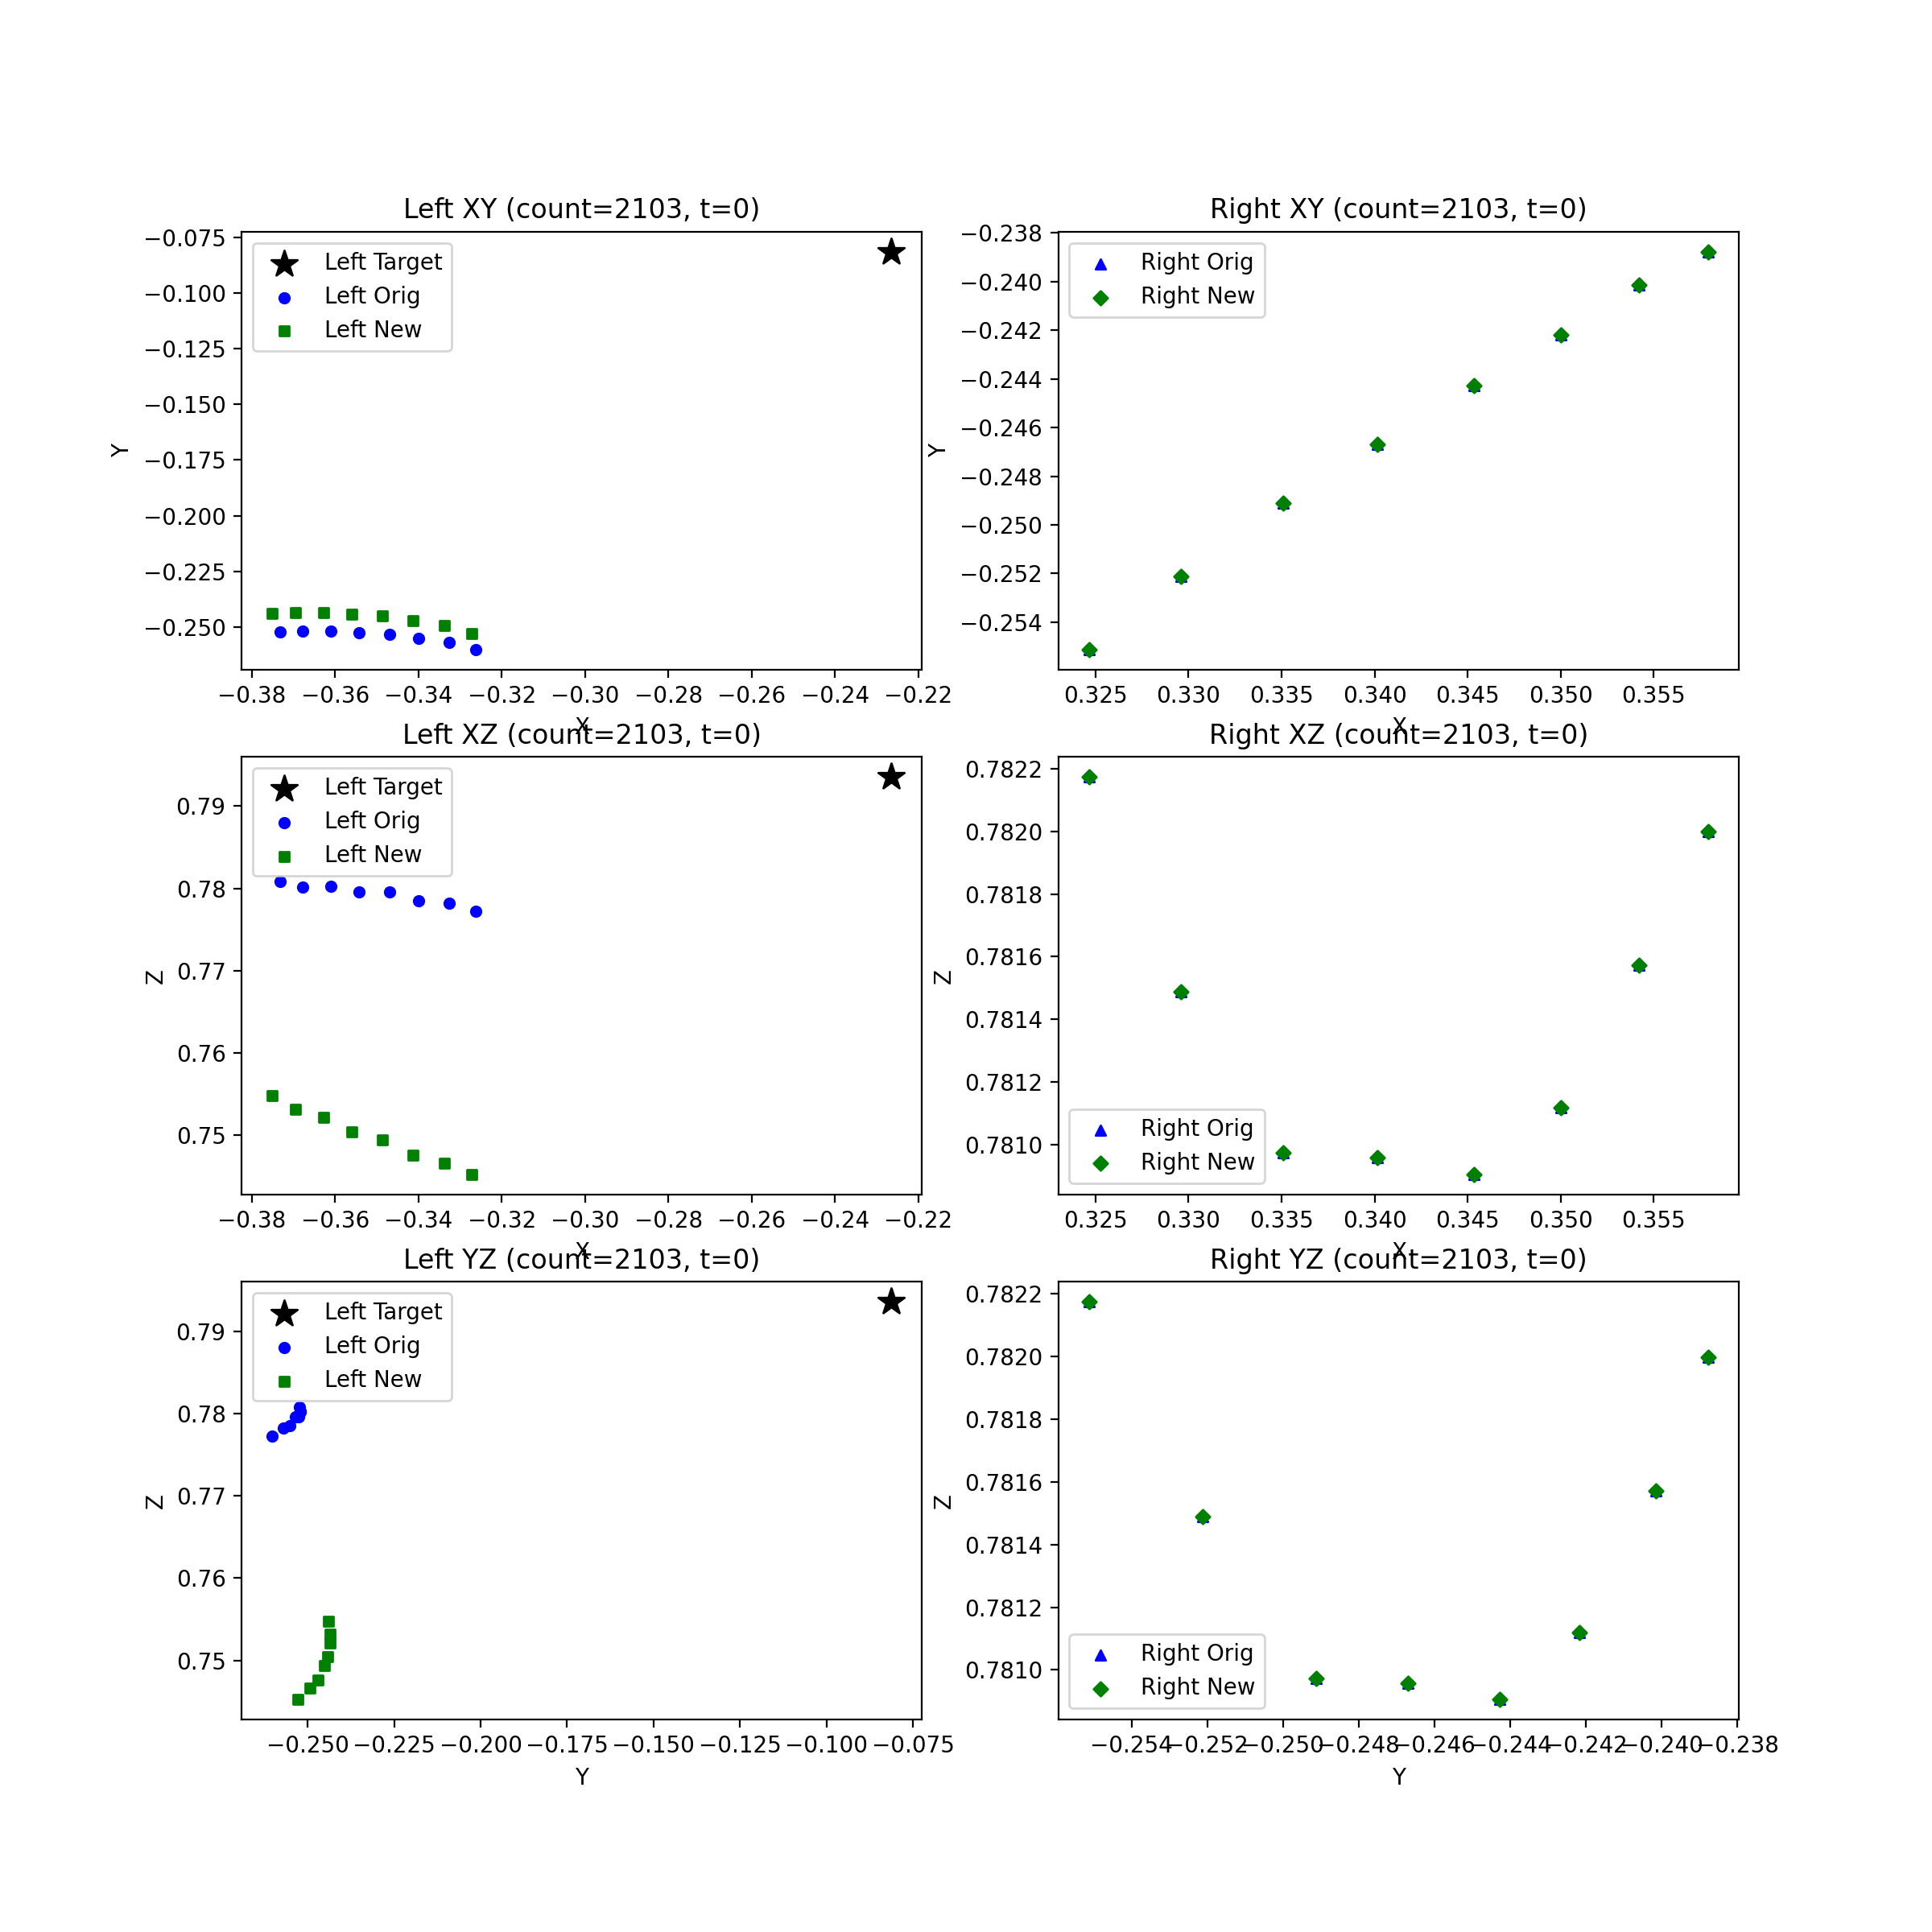 Left XY (count=2103, t=0)
Left Target
Left Orig
Left New
−0.075
−0.100
−0.125
−0.150
−0.175
−0.200
−0.225
−0.250
Y
−0.38 −0.36 −0.34 −0.32 −0.30 −0.28 −0.26 −0.24 −0.22
X
Right XY (count=2103, t=0)
Right Orig
Right New
−0.238
−0.240
−0.242
−0.244
−0.246
−0.248
−0.250
−0.252
−0.254
Y
0.325 0.330 0.335 0.340 0.345 0.350 0.355
X
Left XZ (count=2103, t=0)
Left Target
Left Orig
Left New
0.79
0.78
0.77
0.76
0.75
Z
−0.38 −0.36 −0.34 −0.32 −0.30 −0.28 −0.26 −0.24 −0.22
X
Right XZ (count=2103, t=0)
0.7822
0.7820
0.7818
0.7816
0.7814
0.7812
0.7810
Z
Right Orig
Right New
0.325 0.330 0.335 0.340 0.345 0.350 0.355
X
Left YZ (count=2103, t=0)
Left Target
Left Orig
Left New
0.79
0.78
0.77
0.76
0.75
Z
−0.250 −0.225 −0.200 −0.175 −0.150 −0.125 −0.100 −0.075
Y
Right YZ (count=2103, t=0)
0.7822
0.7820
0.7818
0.7816
0.7814
0.7812
0.7810
Z
Right Orig
Right New
−0.254 −0.252 −0.250 −0.248 −0.246 −0.244 −0.242 −0.240 −0.238
Y